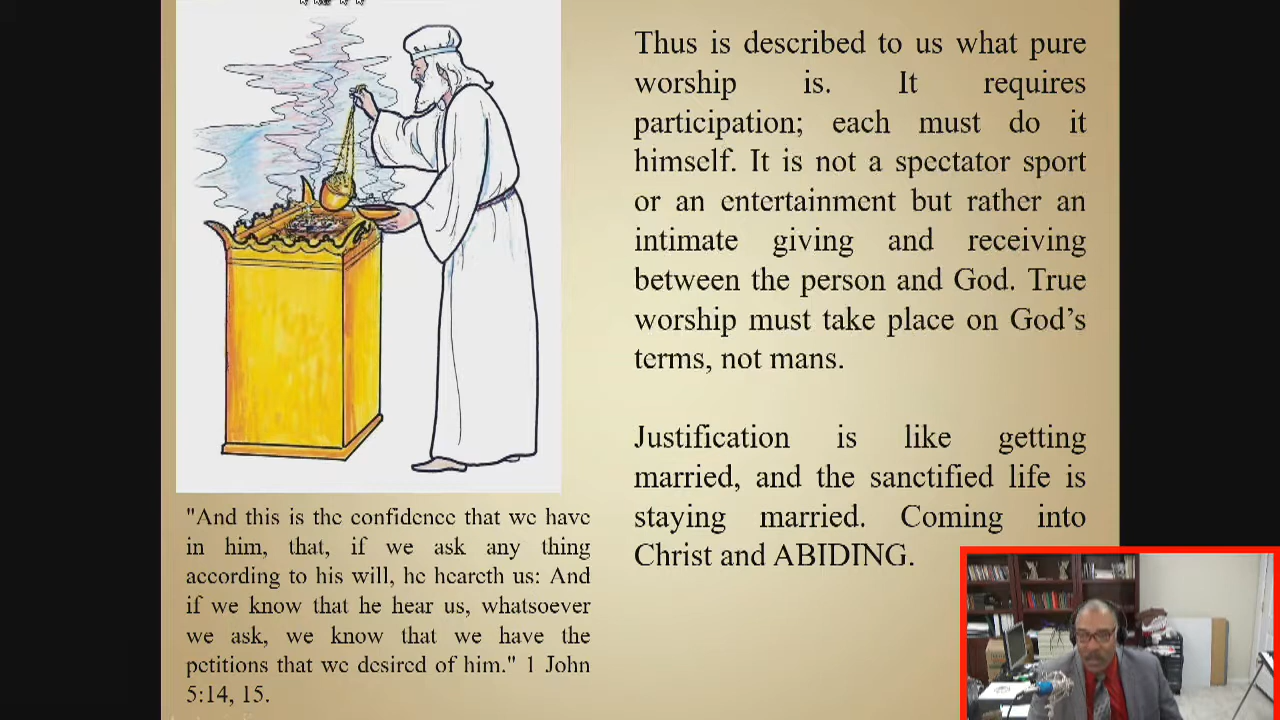 Thus is described to us what pure
worship is. It requires
participation; each must do it
himself. It is not a spectator sport
or an entertainment but rather an
intimate giving and receiving
between the person and God. True
worship must take place on God’s
terms, not mans.
Justification is like getting
married, and the sanctified life is
staying married. Coming into
Christ and ABIDING.
"And this is the confidence that we have
in him, that, if we ask any thing
according to his will, he heareth us: And
if we know that he hear us, whatsoever
we ask, we know that we have the
petitions that we desired of him." 1 John
5:14, 15.